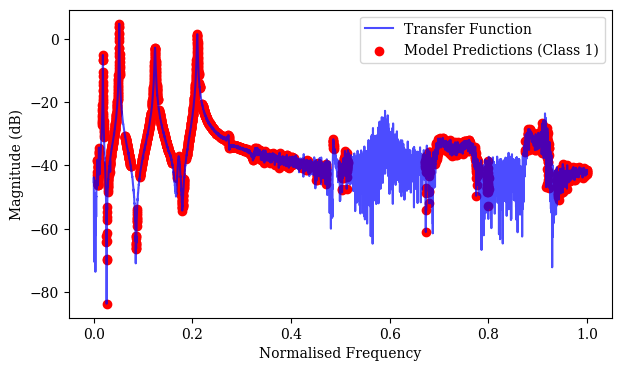 Transfer Function
Model Predictions (Class 1)
Magnitude (dB)
0
−20
−40
−60
−80
0.0 0.2 0.4 0.6 0.8 1.0
Normalised Frequency